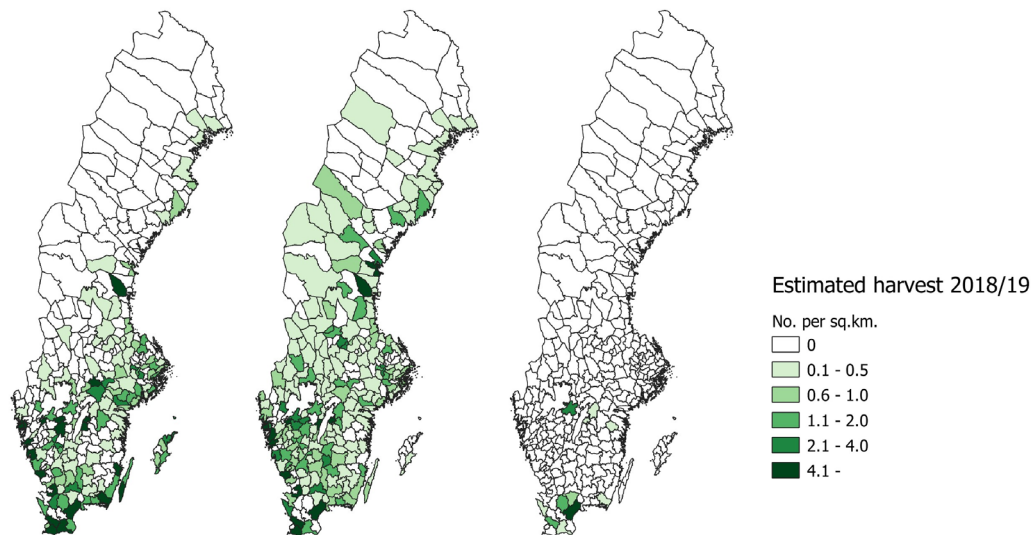 Estimated harvest 2018/19
No. per sq.km.
0
0.1 - 0.5
0.6 - 1.0
1.1 - 2.0
2.1 - 4.0
4.1 -